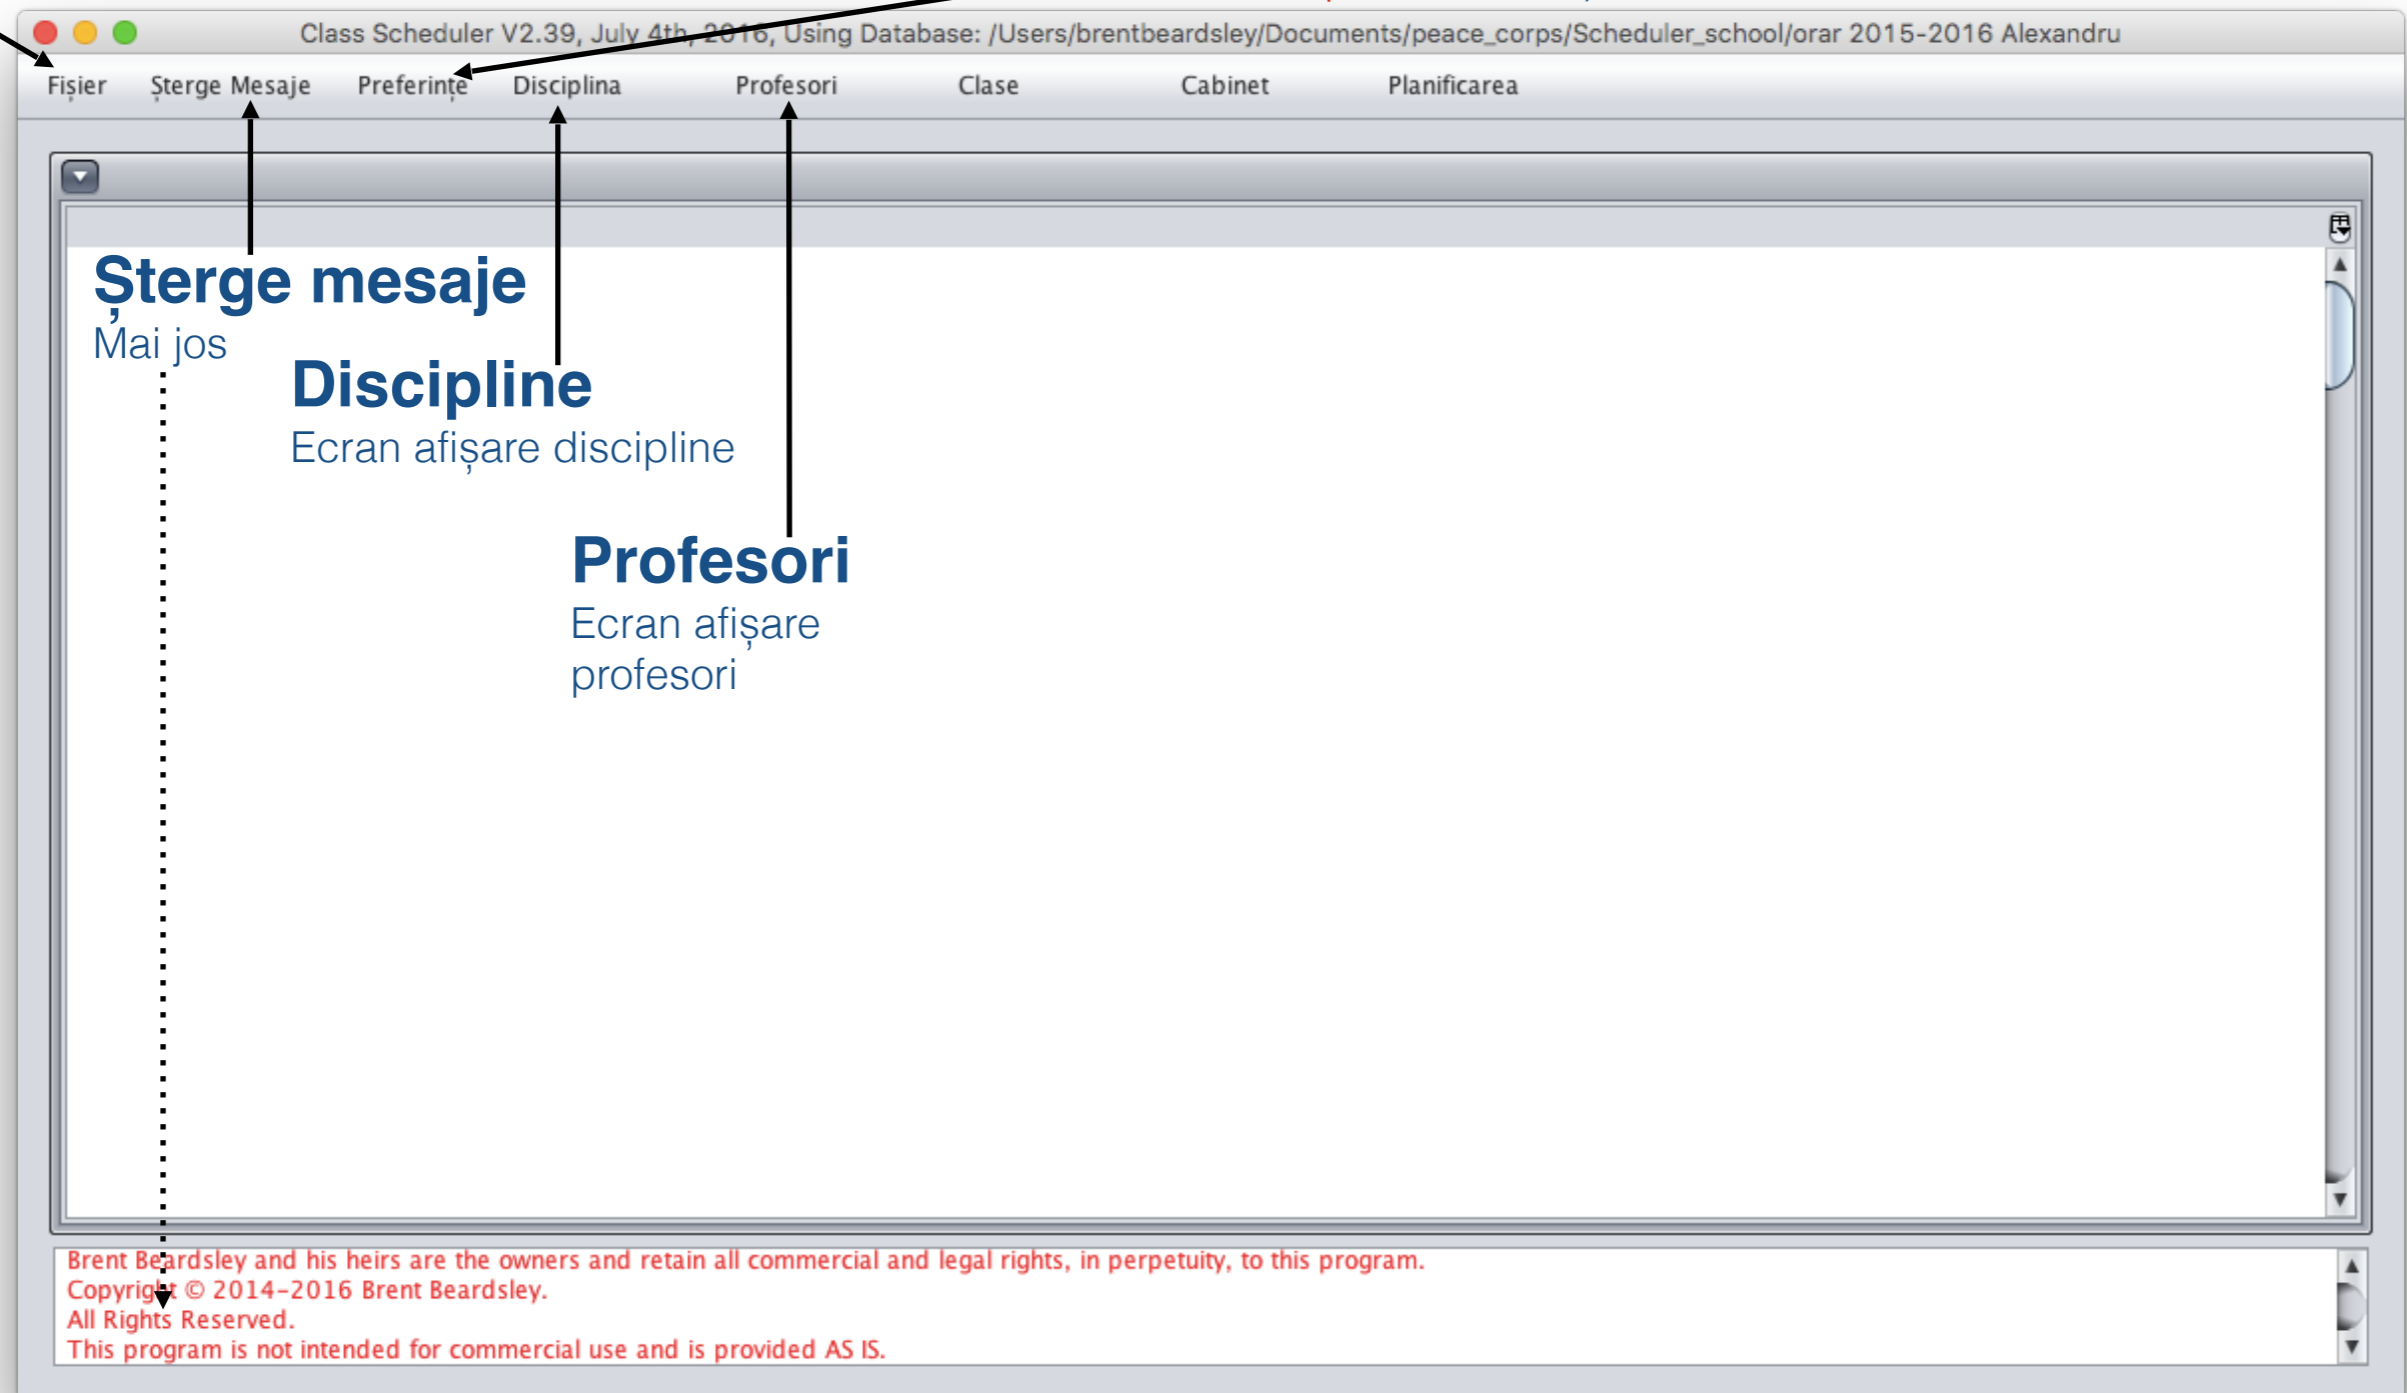 Class Scheduler V2.39, July 4th, 2016, Using Database: /Users/brentbeardsley/Documents/peace_corps/Scheduler_school/orar 2015-2016 Alexandru
Fișier Șterge Mesaje Preferințe Disciplina Profesori Clase Cabinet Planificarea
Șterge mesaje
Mai jos
Discipline
Ecran afișare discipline
Profesori
Ecran afișare
profesori
Brent Beardsley and his heirs are the owners and retain all commercial and legal rights, in perpetuity, to this program.
Copyright © 2014-2016 Brent Beardsley.
All Rights Reserved.
This program is not intended for commercial use and is provided AS IS.